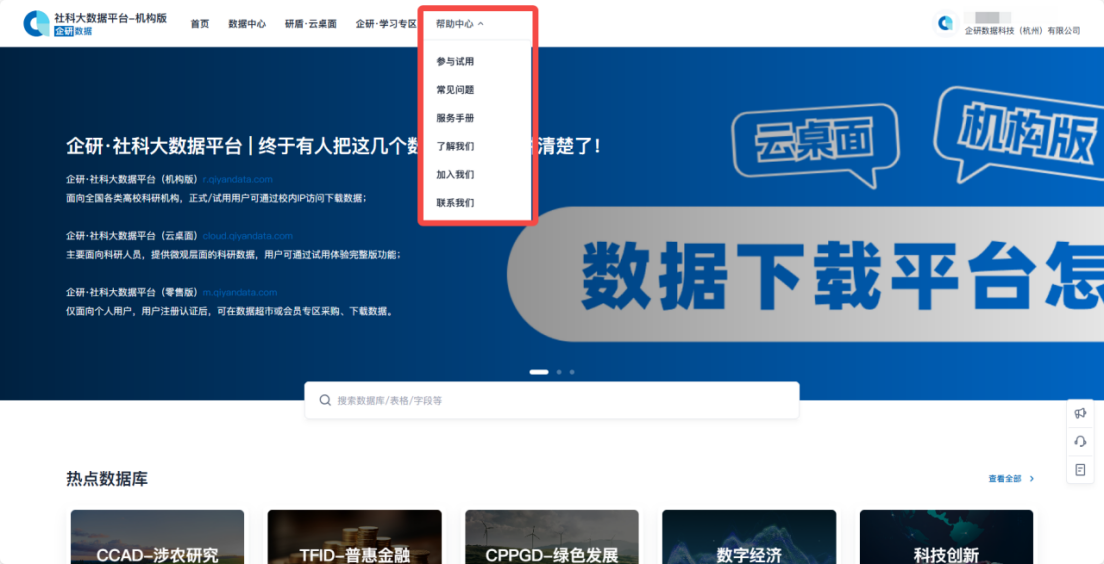 社科大数据平台-机构版
企研数据
首页
数据中心
研盾·云桌面
企研·学习专区
帮助中心
企研数据科技（杭州）有限公司
参与试用
常见问题
服务手册
了解我们
加入我们
联系我们
企研·社科大数据平台 | 终于有人把这几个数
清楚了！
企研·社科大数据平台（机构版）r.qiyandata.com
面向全国各类高校科研机构，正式/试用用户可通过校内IP访问下载数据；
企研·社科大数据平台（云桌面）cloud.qiyandata.com
主要面向科研人员，提供微观层面的科研数据，用户可通过试用体验完整版功能；
企研·社科大数据平台（零售版）m.qiyandata.com
仅面向个人用户，用户注册认证后，可在数据超市或会员专区采购、下载数据。
云桌面
机构版
数据下载平台怎
搜索数据库/表格/字段等
热点数据库
查看全部
CCAD-涉农研究
TFID-普惠金融
CPPGD-绿色发展
数字经济
科技创新